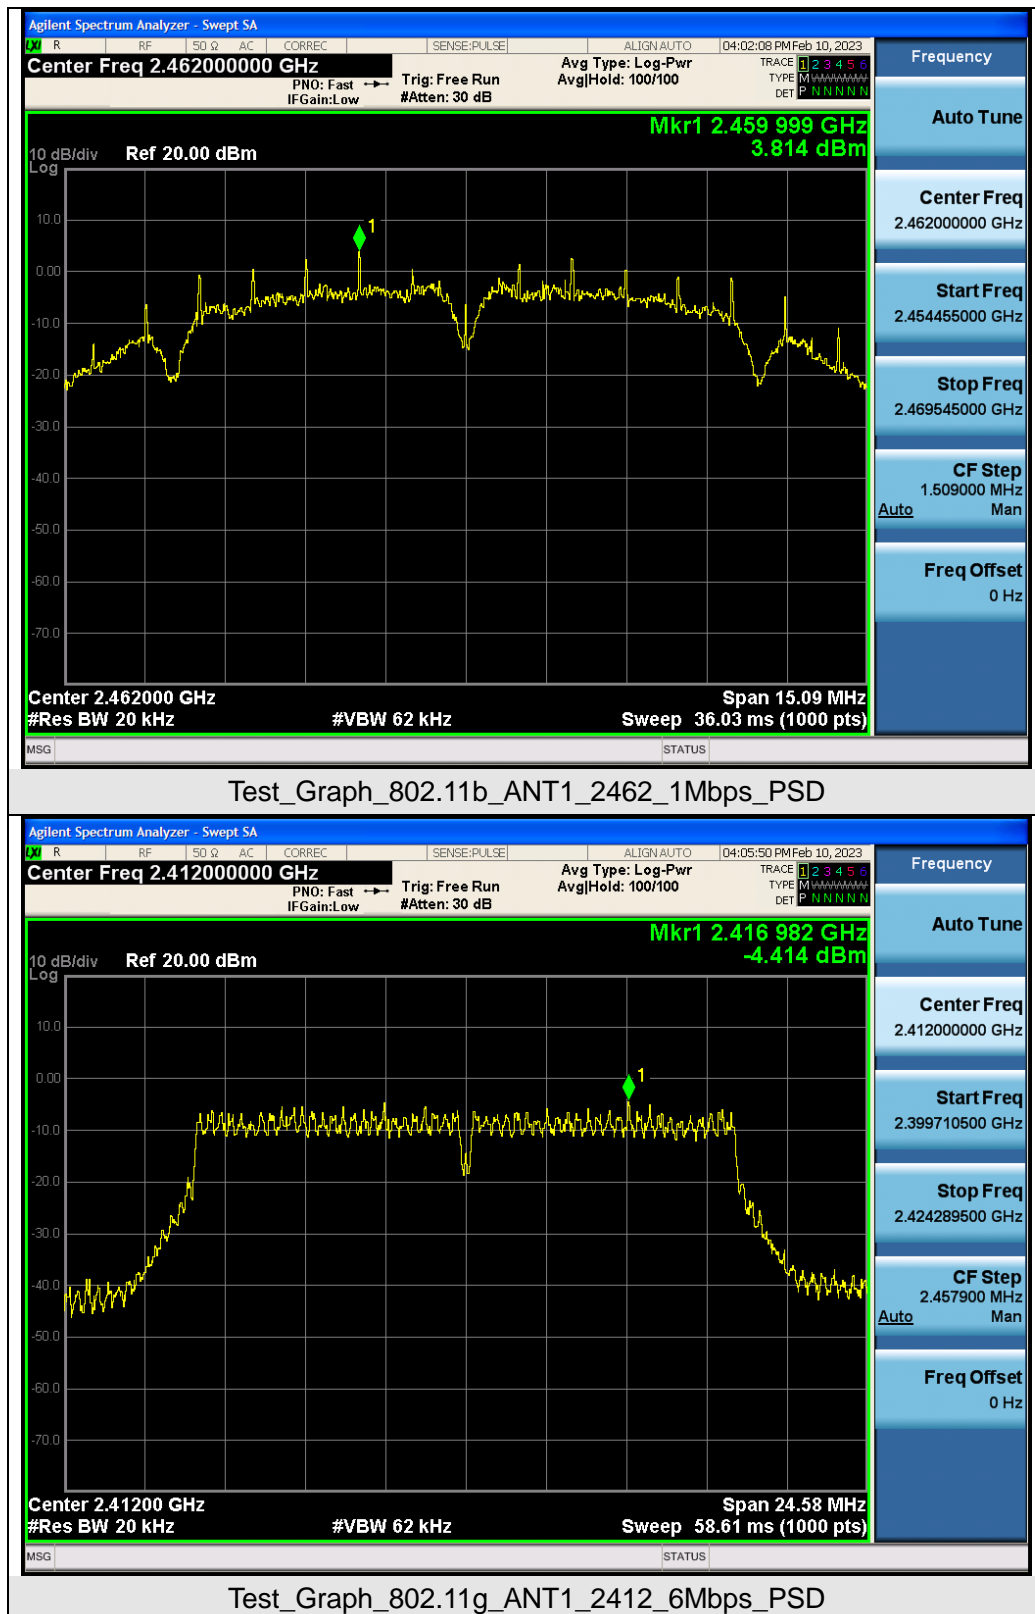 Agilent Spectrum Analyzer - Swept SA
LXI R RF 50 Ω AC CORREC SENSE:PULSE ALIGN AUTO 04:02:08 PM Feb 10, 2023
Center Freq 2.462000000 GHz
PNO: Fast
IFGain:Low
Trig: Free Run
#Atten: 30 dB
Avg Type: Log-Pwr
Avg|Hold: 100/100
TRACE 1 2 3 4 5 6
TYPE M WWWWW
DET P N N N N N
Mkr1 2.459 999 GHz
3.814 dBm
10 dB/div Ref 20.00 dBm
Log
10.0
0.00
-10.0
-20.0
-30.0
-40.0
-50.0
-60.0
-70.0
1
Center 2.462000 GHz Span 15.09 MHz
#Res BW 20 kHz #VBW 62 kHz Sweep 36.03 ms (1000 pts)
MSG STATUS
Frequency
Auto Tune
Center Freq
2.462000000 GHz
Start Freq
2.454455000 GHz
Stop Freq
2.469545000 GHz
CF Step
1.509000 MHz
Auto Man
Freq Offset
0 Hz
Test_Graph_802.11b_ANT1_2462_1Mbps_PSD
Agilent Spectrum Analyzer - Swept SA
LXI R RF 50 Ω AC CORREC SENSE:PULSE ALIGN AUTO 04:05:50 PM Feb 10, 2023
Center Freq 2.412000000 GHz
PNO: Fast
IFGain:Low
Trig: Free Run
#Atten: 30 dB
Avg Type: Log-Pwr
Avg|Hold: 100/100
TRACE 1 2 3 4 5 6
TYPE M WWWWW
DET P N N N N N
Mkr1 2.416 982 GHz
-4.414 dBm
10 dB/div Ref 20.00 dBm
Log
10.0
0.00
-10.0
-20.0
-30.0
-40.0
-50.0
-60.0
-70.0
1
Center 2.41200 GHz Span 24.58 MHz
#Res BW 20 kHz #VBW 62 kHz Sweep 58.61 ms (1000 pts)
MSG STATUS
Frequency
Auto Tune
Center Freq
2.412000000 GHz
Start Freq
2.399710500 GHz
Stop Freq
2.424289500 GHz
CF Step
2.457900 MHz
Auto Man
Freq Offset
0 Hz
Test_Graph_802.11g_ANT1_2412_6Mbps_PSD